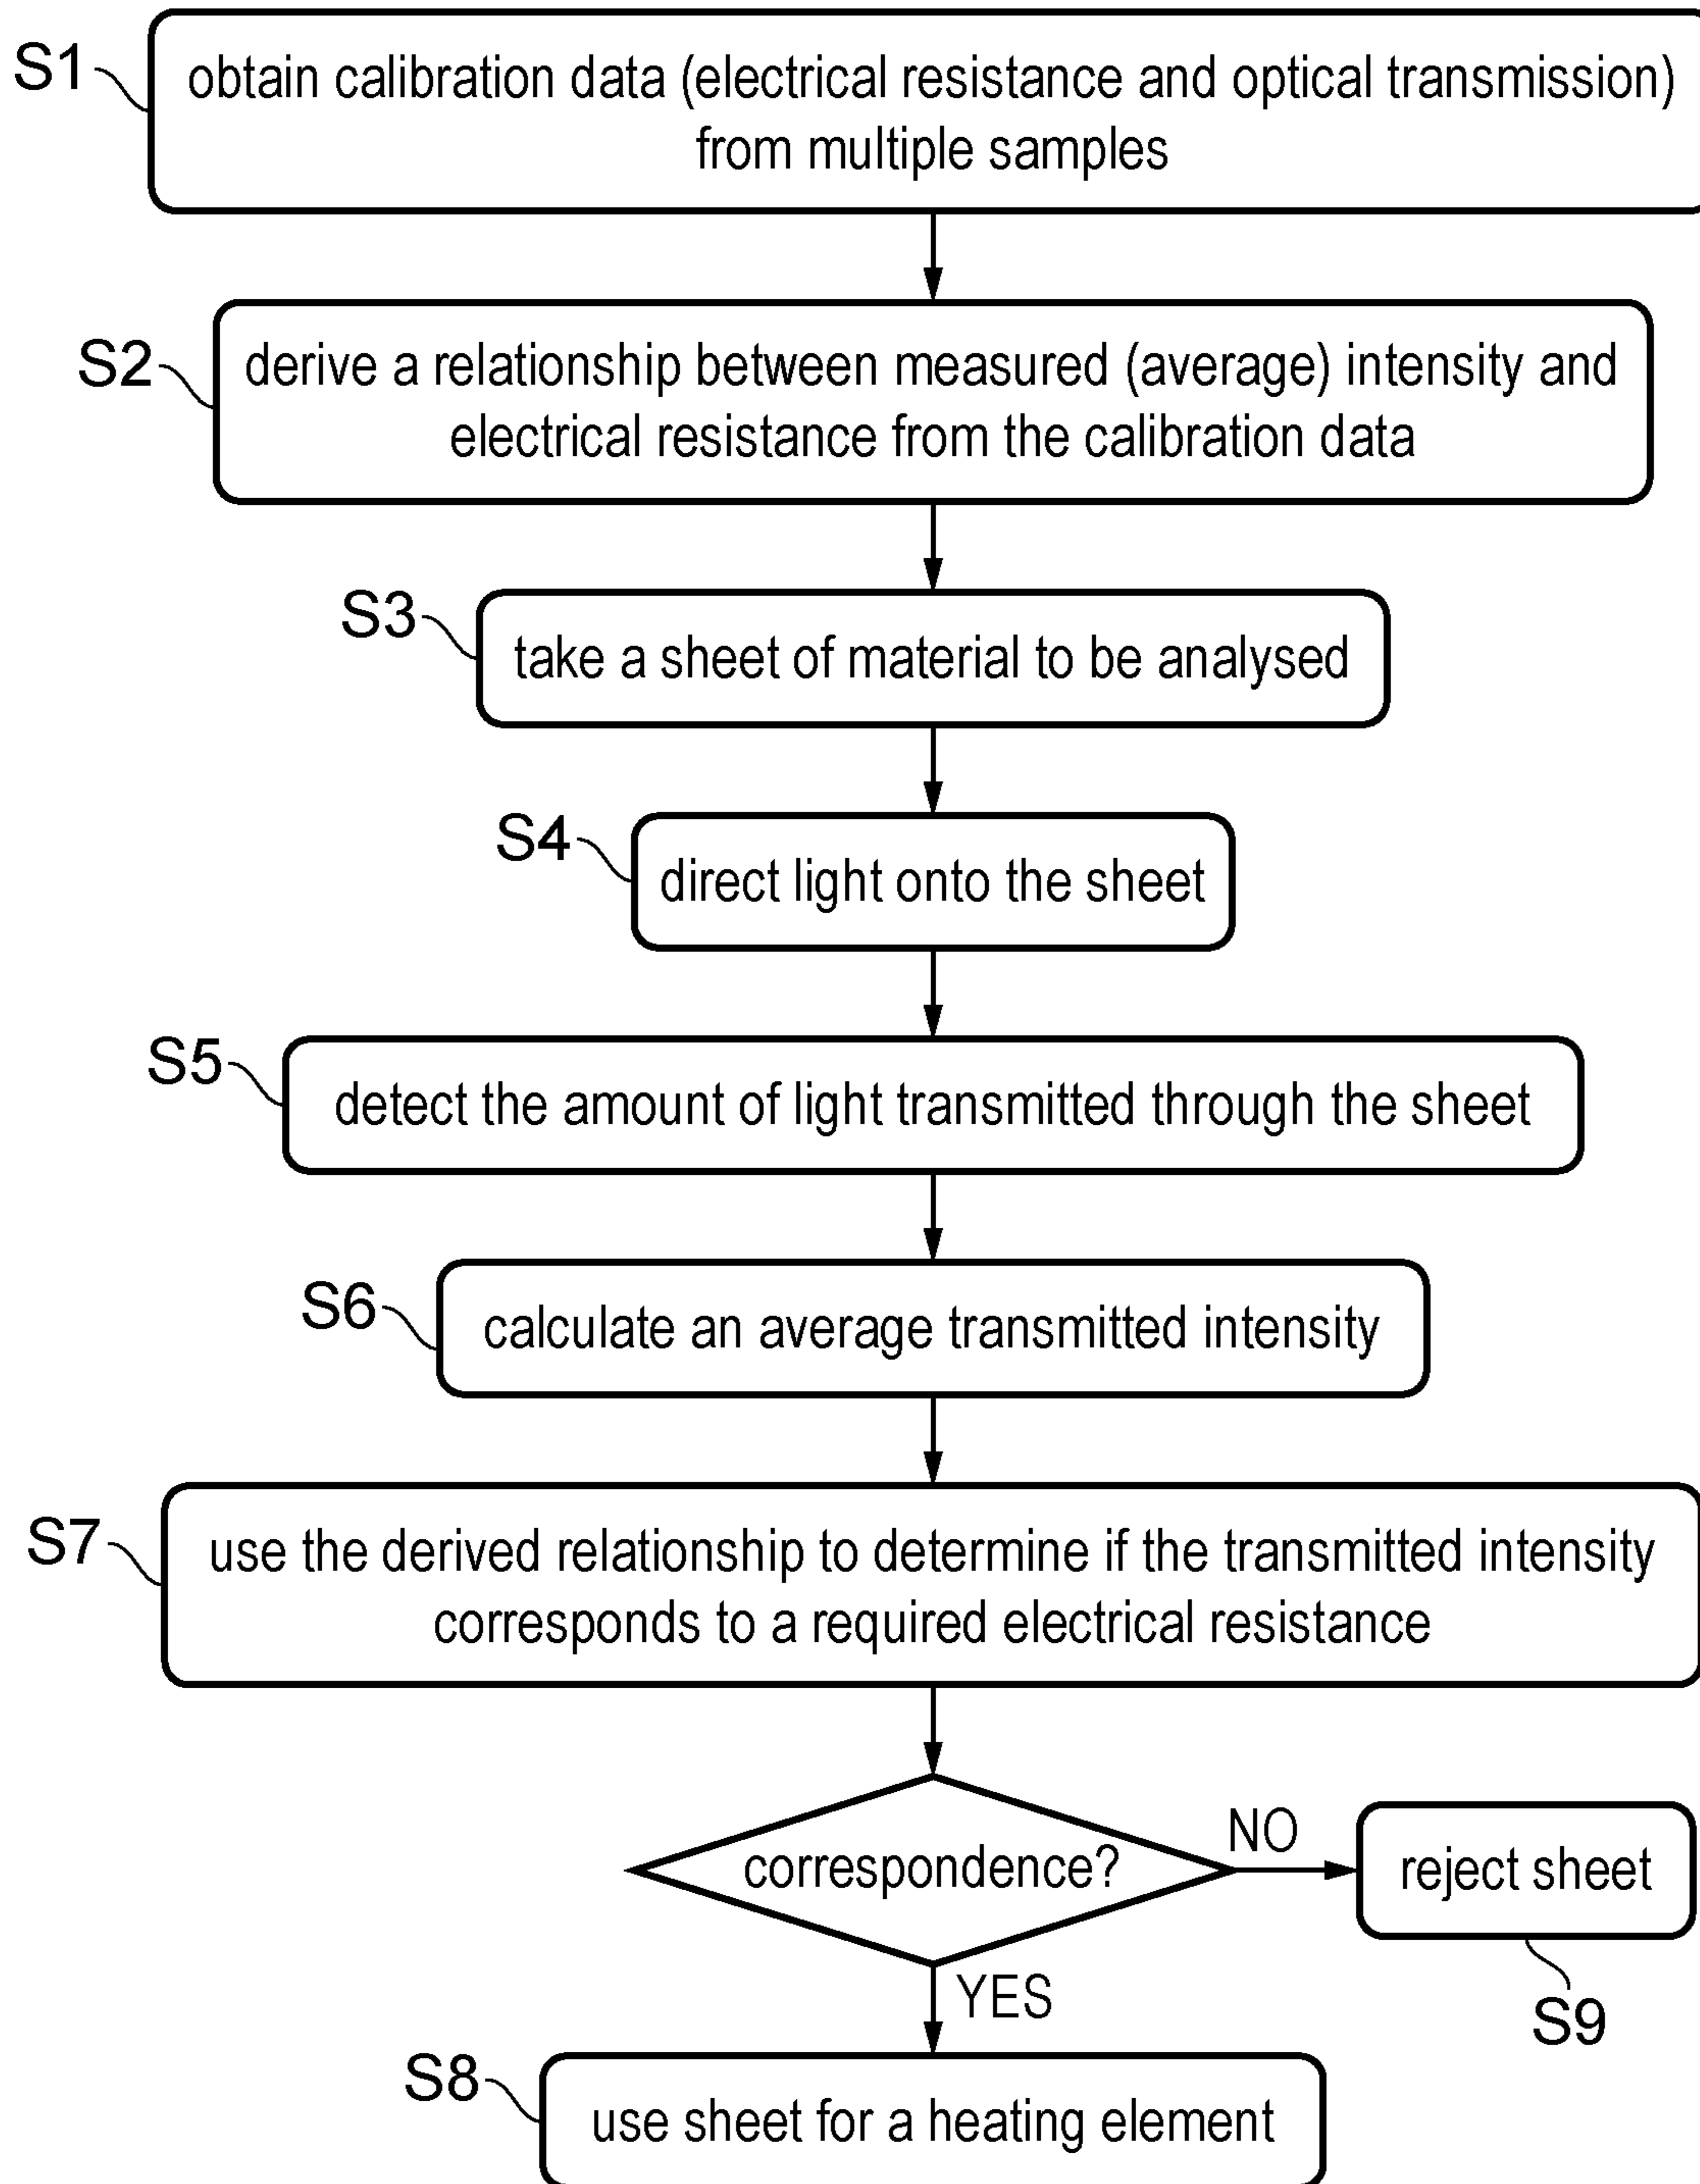 S1
obtain calibration data (electrical resistance and optical transmission)
from multiple samples
S2
derive a relationship between measured (average) intensity and
electrical resistance from the calibration data
S3
take a sheet of material to be analysed
S4
direct light onto the sheet
S5
detect the amount of light transmitted through the sheet
S6
calculate an average transmitted intensity
S7
use the derived relationship to determine if the transmitted intensity
corresponds to a required electrical resistance
correspondence?
NO
reject sheet
S9
YES
S8
use sheet for a heating element